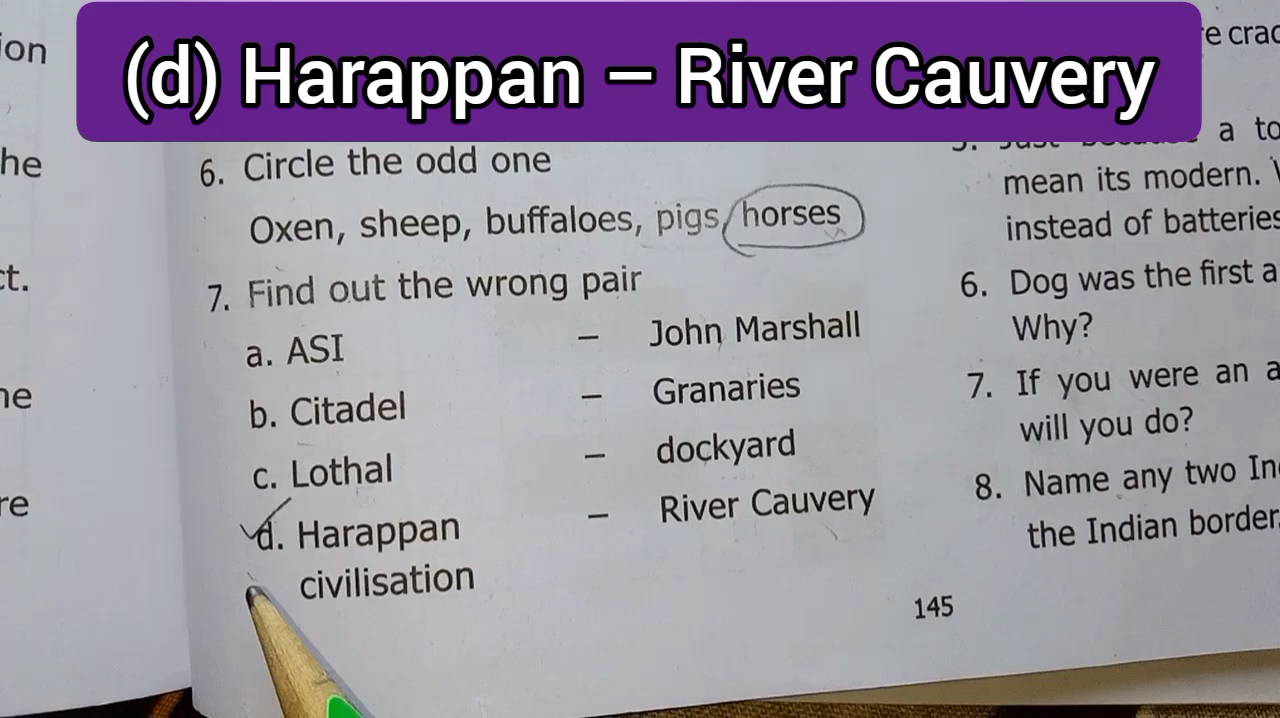 (d) Harappan – River Cauvery
ion
he
ct.
re
6. Circle the odd one
Oxen, sheep, buffaloes, pigs, horses
7. Find out the wrong pair
a. ASI – John Marshall
b. Citadel – Granaries
c. Lothal – dockyard
d. Harappan – River Cauvery
civilisation
145
a to
mean its modern.
instead of batteries
6. Dog was the first a
Why?
7. If you were an a
will you do?
8. Name any two In
the Indian border